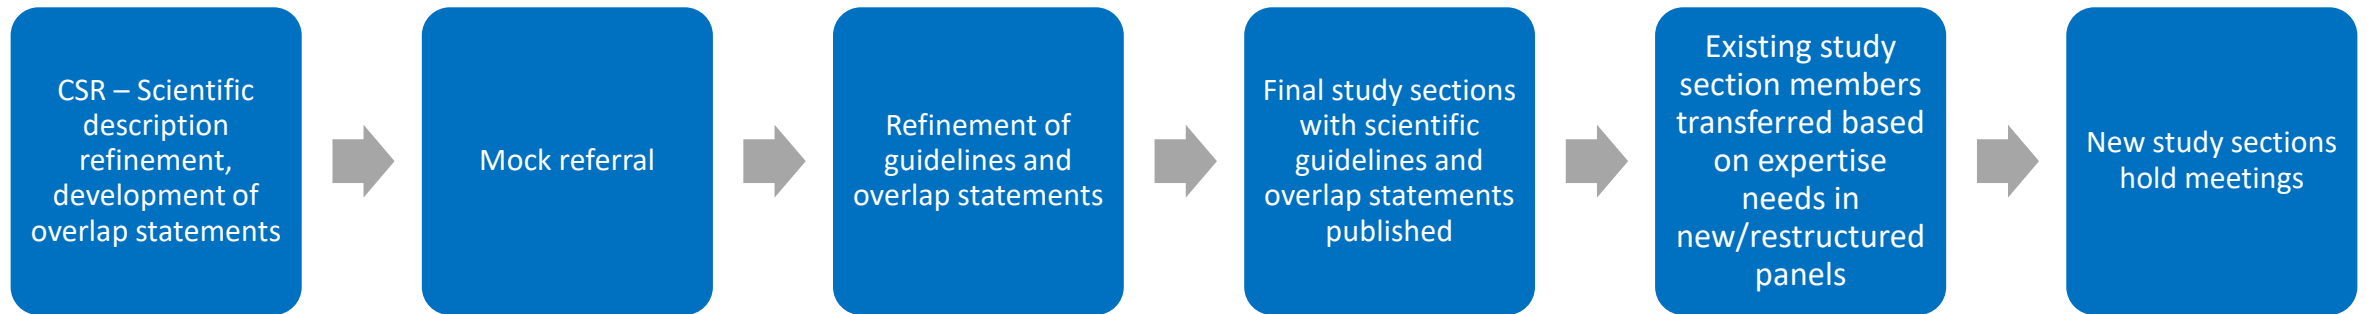 CSR – Scientific
description
refinement,
development of
overlap statements
Mock referral
Refinement of
guidelines and
overlap statements
Final study sections
with scientific
guidelines and
overlap statements
published
Existing study
section members
transferred based
on expertise
needs in
new/restructured
panels
New study sections
hold meetings